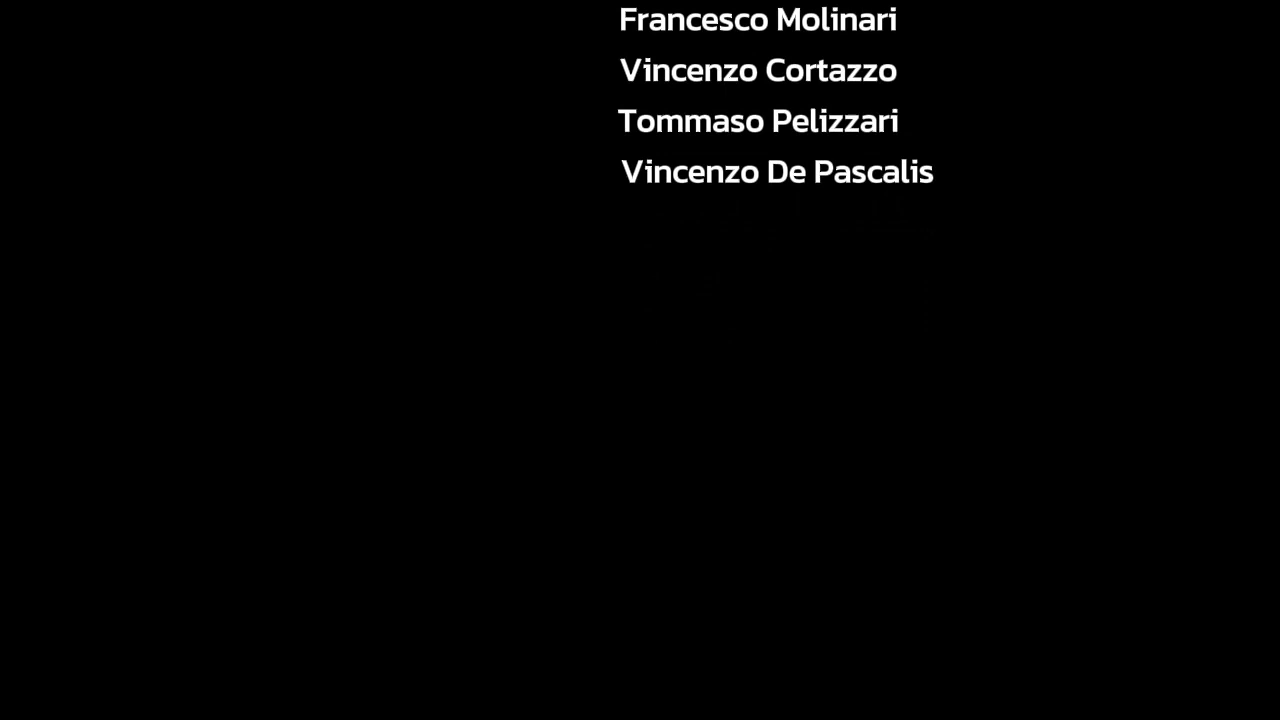 Francesco Molinari
Vincenzo Cortazzo
Tommaso Pelizzari
Vincenzo De Pascalis